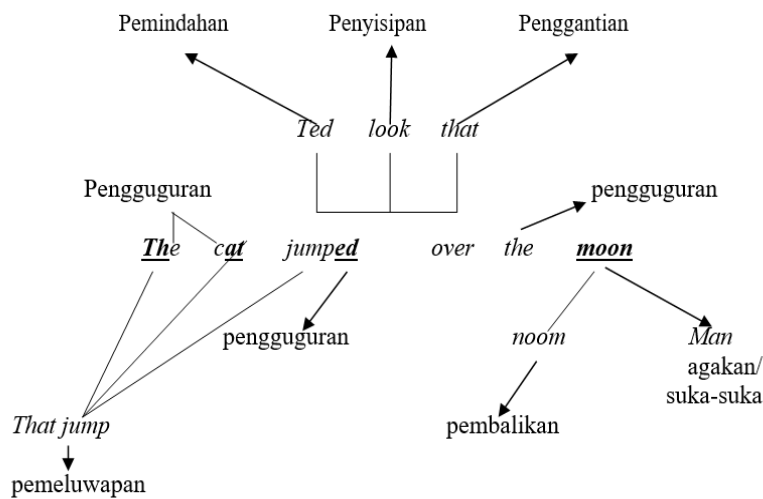 Pemindahan Penyisipan Penggantian
Ted look that
Pengguguran pengguguran
The cat jumped over the moon
pengguguran noom Man
agakan/
suka-suka
That jump pembalikan
pemeluwapan